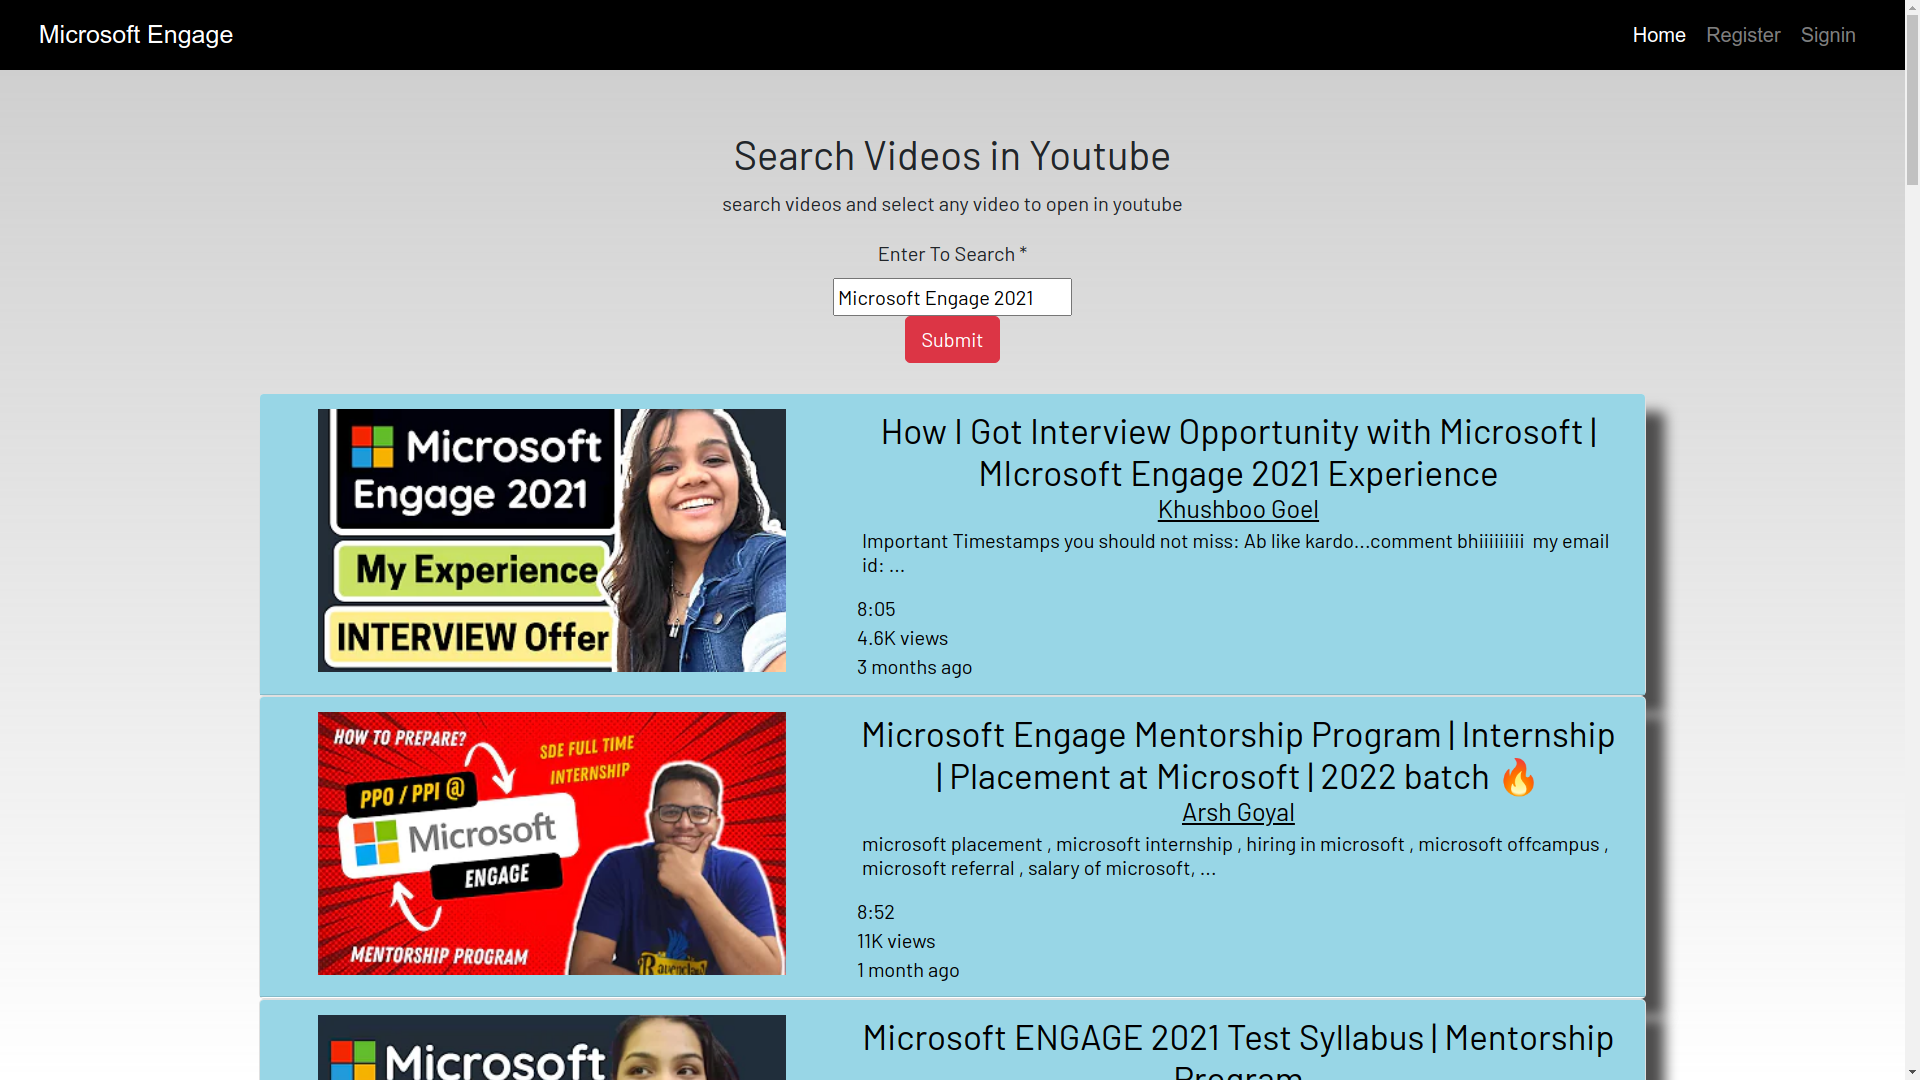 Microsoft Engage
Home Register Signin
Search Videos in Youtube
search videos and select any video to open in youtube
Enter To Search *
Microsoft Engage 2021
Submit
Microsoft
Engage 2021
My Experience
INTERVIEW Offer
How I Got Interview Opportunity with Microsoft |
MIcrosoft Engage 2021 Experience
Khushboo Goel
Important Timestamps you should not miss: Ab like kardo...comment bhiiiiiiiii my email
id: ...
8:05
4.6K views
3 months ago
HOW TO PREPARE?
SDE FULL TIME
INTERNSHIP
PPO / PPI @
Microsoft
ENGAGE
MENTORSHIP PROGRAM
Ravenclaw
Microsoft Engage Mentorship Program | Internship
| Placement at Microsoft | 2022 batch 🔥
Arsh Goyal
microsoft placement , microsoft internship , hiring in microsoft , microsoft offcampus ,
microsoft referral , salary of microsoft, ...
8:52
11K views
1 month ago
Microsoft
Microsoft ENGAGE 2021 Test Syllabus | Mentorship
Program